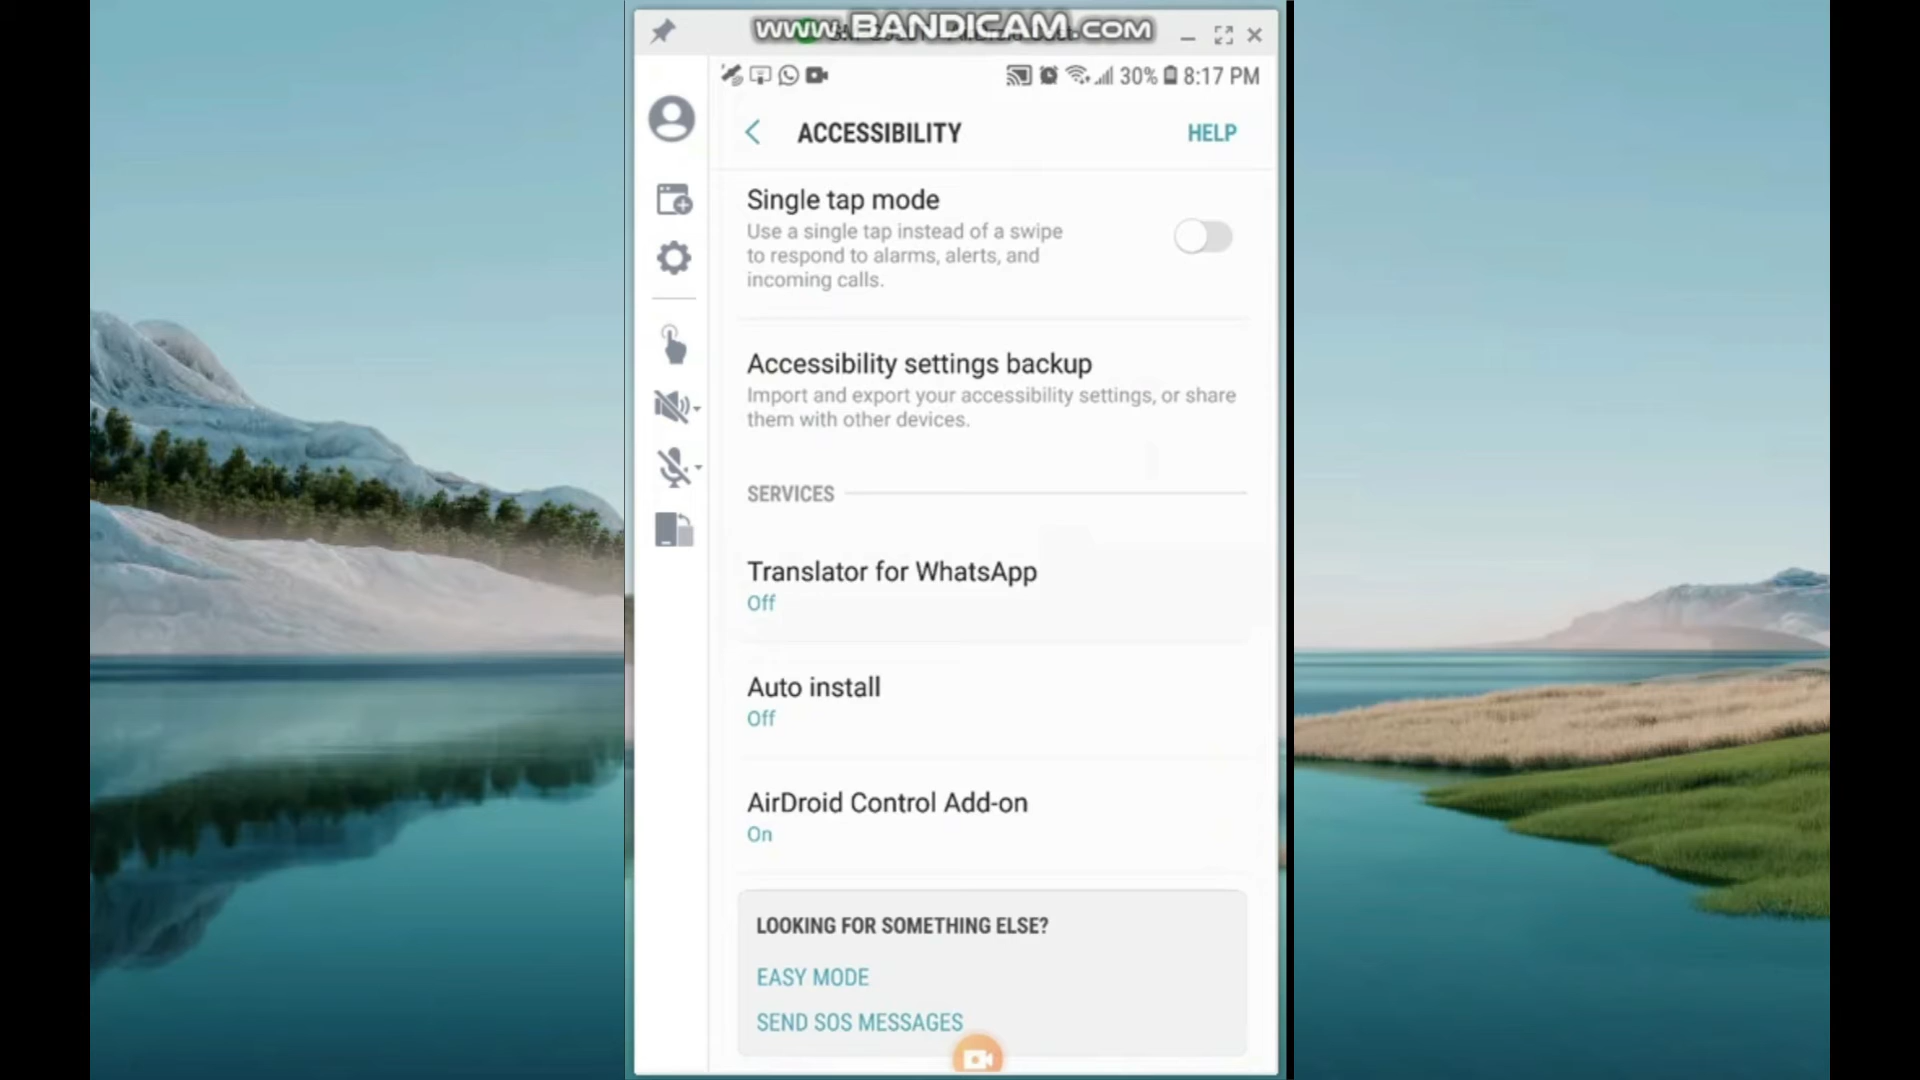 www.BANDICAM.com
30% 8:17 PM
ACCESSIBILITY
HELP
Single tap mode
Use a single tap instead of a swipe
to respond to alarms, alerts, and
incoming calls.
Accessibility settings backup
Import and export your accessibility settings, or share
them with other devices.
SERVICES
Translator for WhatsApp
Off
Auto install
Off
AirDroid Control Add-on
On
LOOKING FOR SOMETHING ELSE?
EASY MODE
SEND SOS MESSAGES